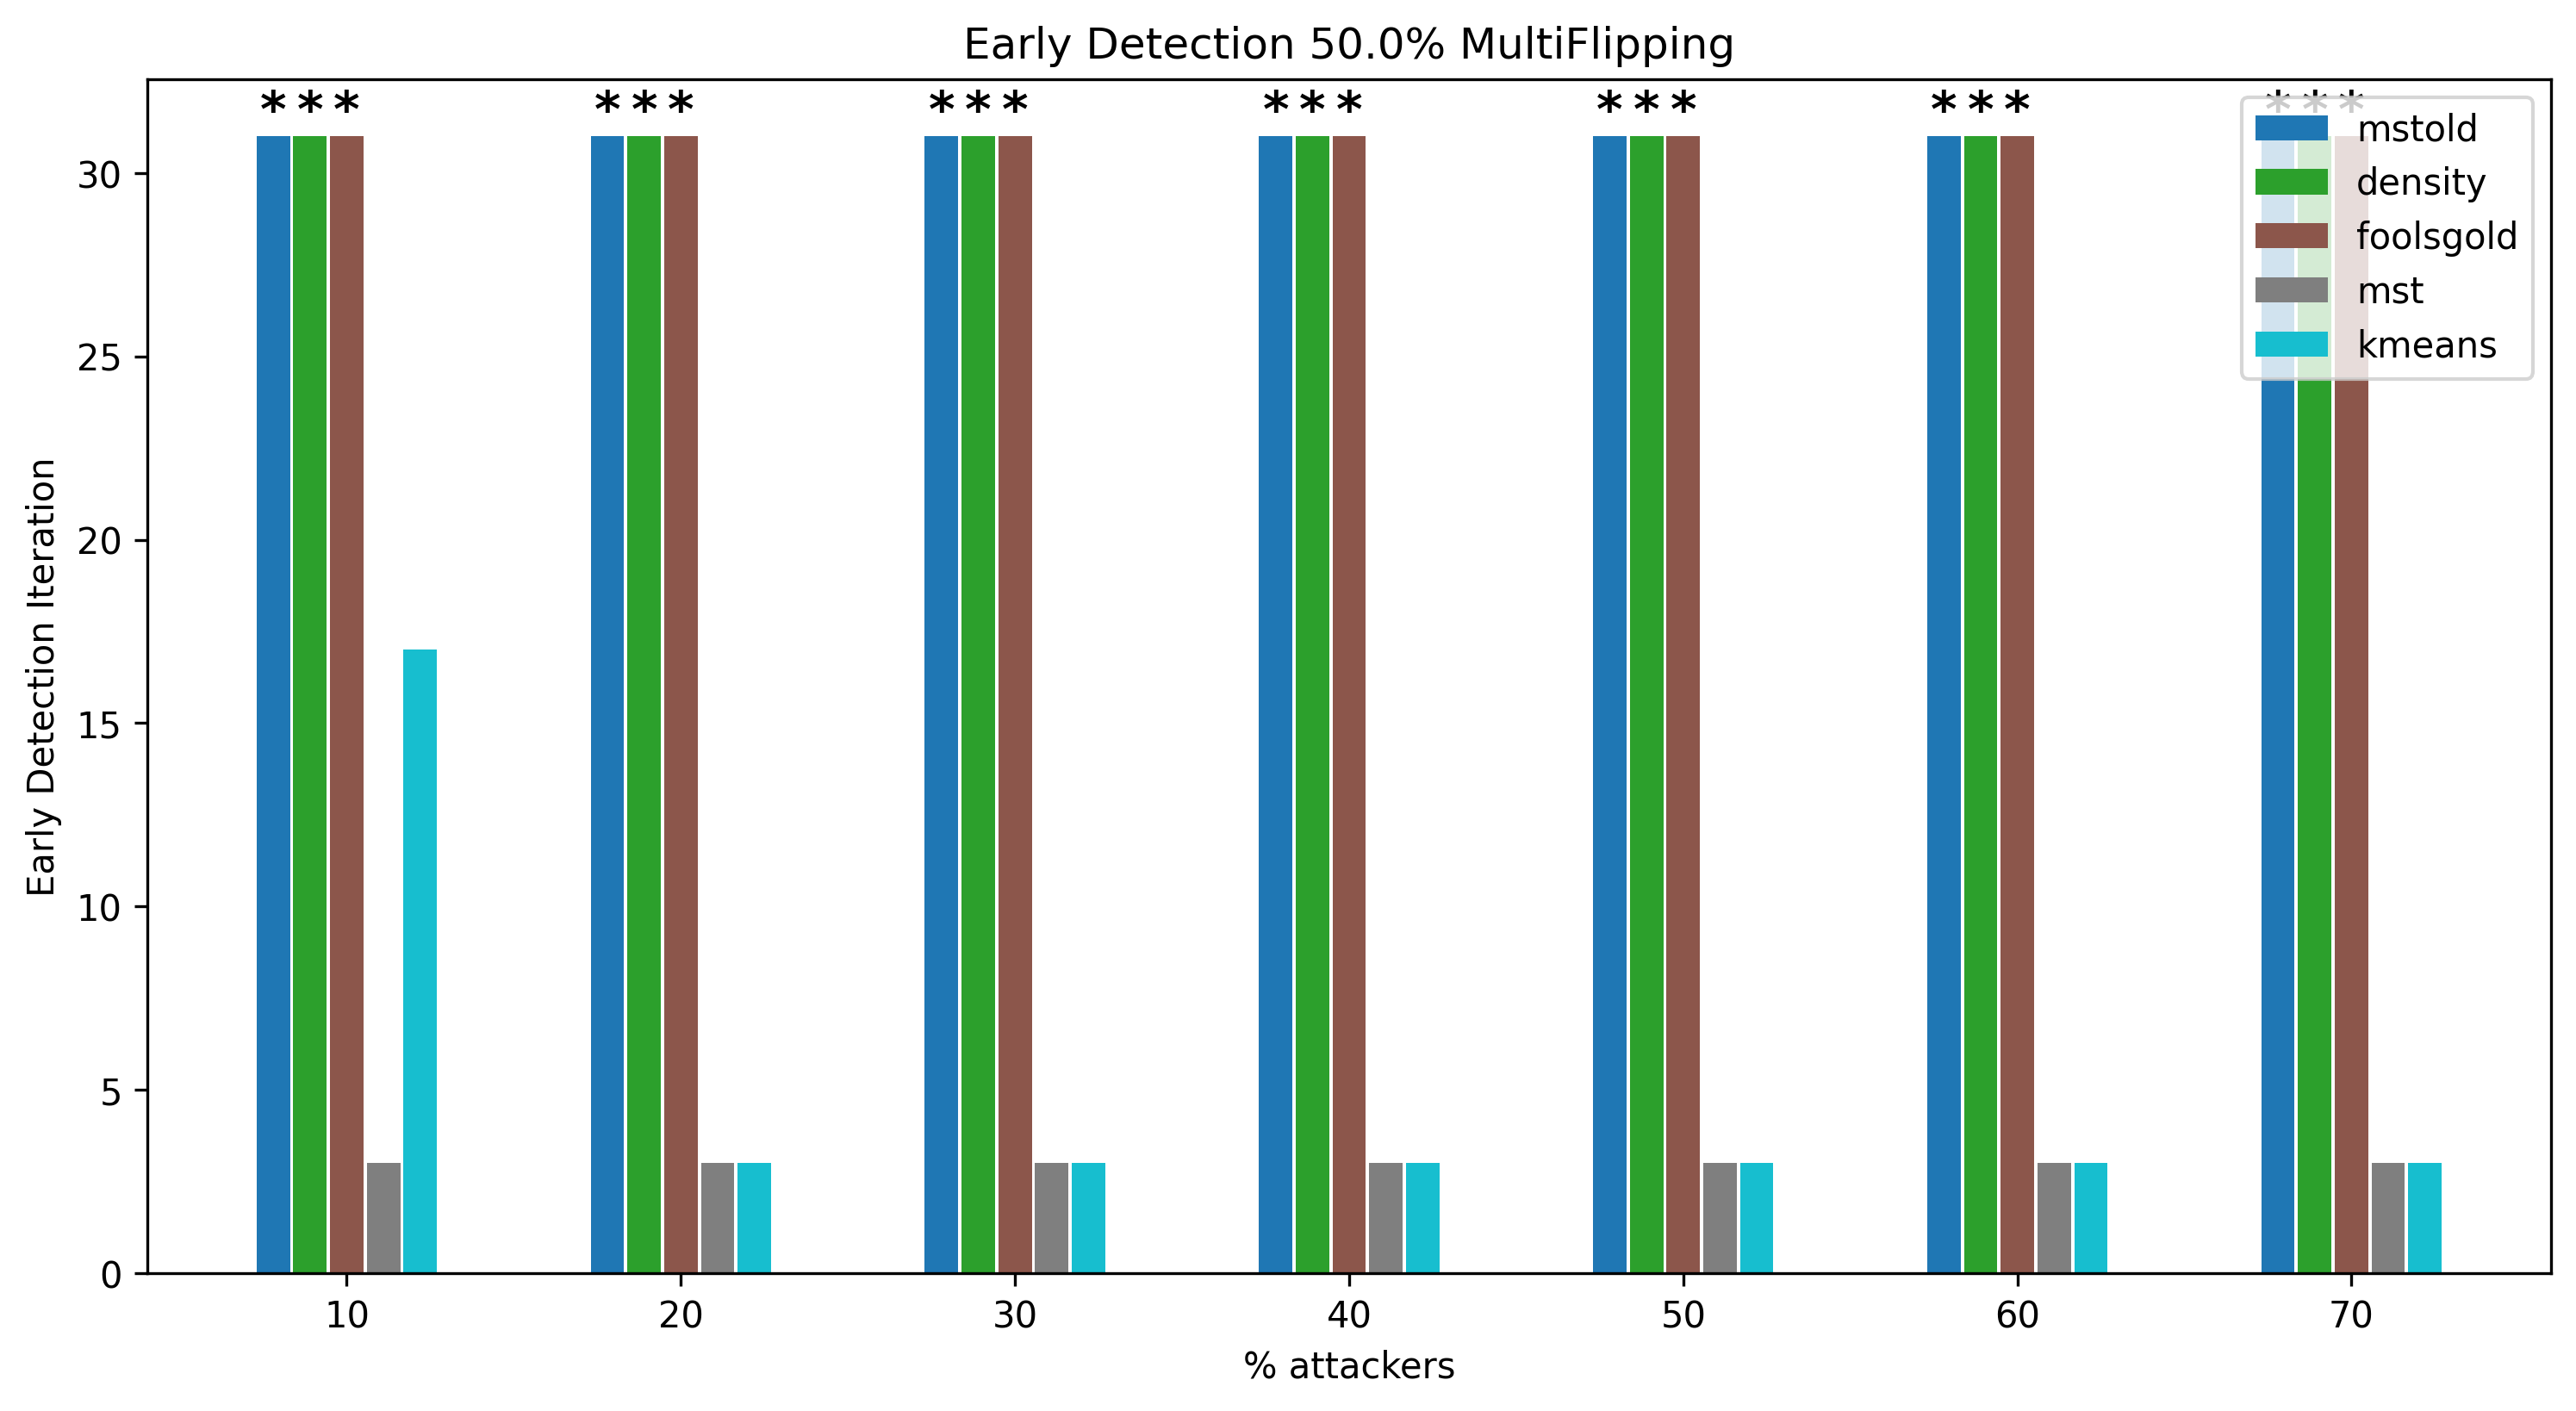 Early Detection 50.0% MultiFlipping
* * * * * * * * * * * * * * * * * * * * *
mstold
density
foolsgold
mst
kmeans
30
25
20
15
10
5
0
Early Detection Iteration
10 20 30 40 50 60 70
% attackers